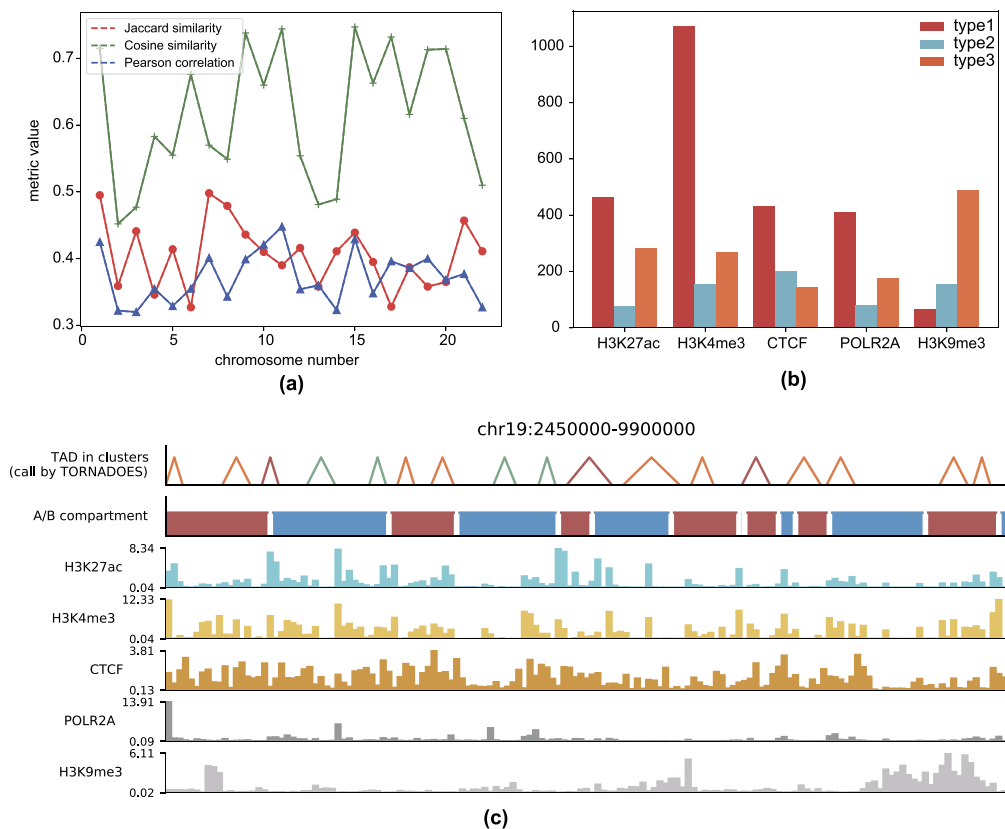 Jaccard similarity
Cosine similarity
Pearson correlation
0.7
0.6
0.5
0.4
0.3
metric value
0 5 10 15 20
chromosome number
(a)
type1
type2
type3
1000
800
600
400
200
0
H3K27ac H3K4me3 CTCF POLR2A H3K9me3
(b)
chr19:2450000-9900000
TAD in clusters
(call by TORNADOES)
A/B compartment
8.34
H3K27ac
0.04
12.33
H3K4me3
0.04
3.81
CTCF
0.13
13.91
POLR2A
0.09
6.11
H3K9me3
0.02
(c)